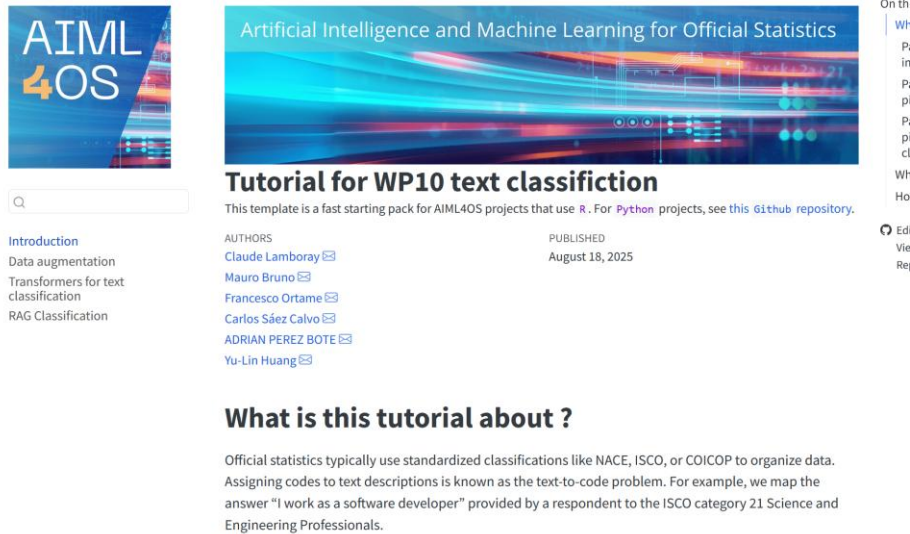 AIML
4OS
Artificial Intelligence and Machine Learning for Official Statistics
Introduction
Data augmentation
Transformers for text
classification
RAG Classification
Tutorial for WP10 text classifiction
This template is a fast starting pack for AIML4OS projects that use R. For Python projects, see this Github repository.
AUTHORS
Claude Lamboray
Mauro Bruno
Francesco Ortame
Carlos Sáez Calvo
ADRIAN PEREZ BOTE
Yu-Lin Huang
PUBLISHED
August 18, 2025
What is this tutorial about ?
Official statistics typically use standardized classifications like NACE, ISCO, or COICOP to organize data.
Assigning codes to text descriptions is known as the text-to-code problem. For example, we map the
answer “I work as a software developer” provided by a respondent to the ISCO category 21 Science and
Engineering Professionals.
On th